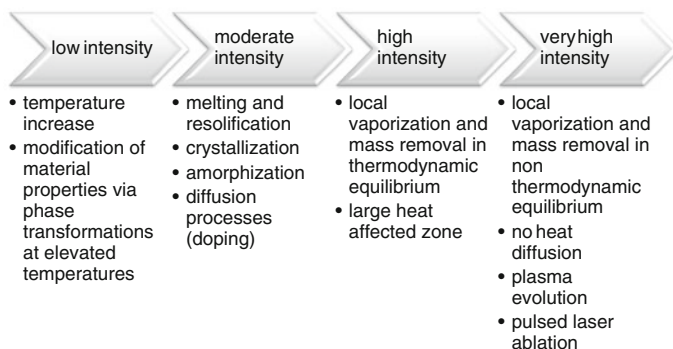 low intensity
moderate
intensity
high
intensity
veryhigh
intensity
• temperature
increase
• modification of
material
properties via
phase
transformations
at elevated
temperatures
• melting and
resolification
• crystallization
• amorphization
• diffusion
processes
(doping)
• local
vaporization and
mass removal in
thermodynamic
equilibrium
• large heat
affected zone
• local
vaporization and
mass removal in
non
thermodynamic
equilibrium
• no heat
diffusion
• plasma
evolution
• pulsed laser
ablation